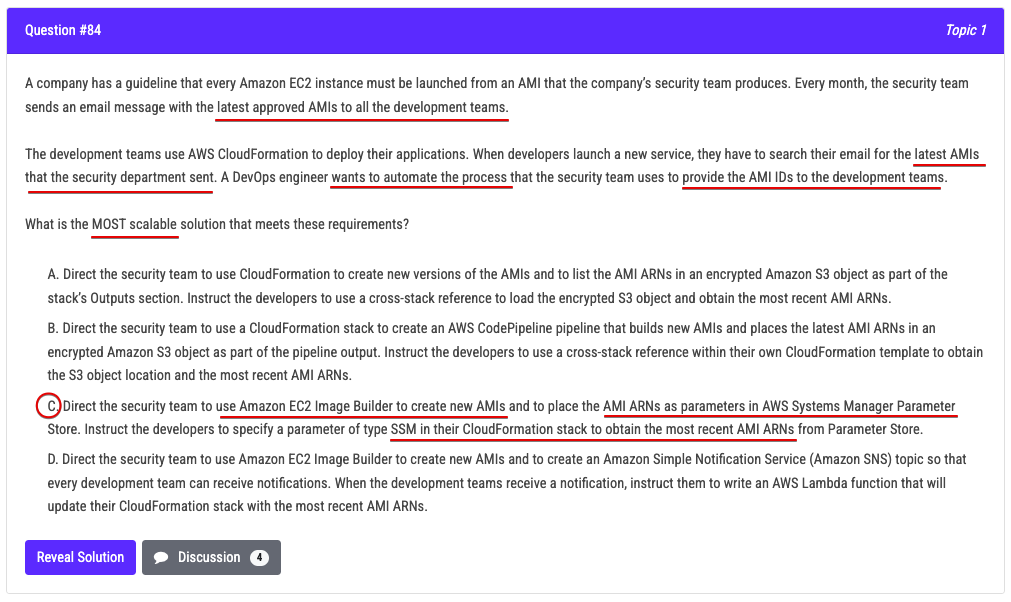 Question #84
Topic 1
A company has a guideline that every Amazon EC2 instance must be launched from an AMI that the company's security team produces. Every month, the security team
sends an email message with the latest approved AMIs to all the development teams.
The development teams use AWS CloudFormation to deploy their applications. When developers launch a new service, they have to search their email for the latest AMIs
that the security department sent. A DevOps engineer wants to automate the process that the security team uses to provide the AMI IDs to the development teams.
What is the MOST scalable solution that meets these requirements?
A. Direct the security team to use CloudFormation to create new versions of the AMIs and to list the AMI ARNs in an encrypted Amazon S3 object as part of the
stack's Outputs section. Instruct the developers to use a cross-stack reference to load the encrypted S3 object and obtain the most recent AMI ARNs.
B. Direct the security team to use a CloudFormation stack to create an AWS CodePipeline pipeline that builds new AMIs and places the latest AMI ARNs in an
encrypted Amazon S3 object as part of the pipeline output. Instruct the developers to use a cross-stack reference within their own CloudFormation template to obtain
the S3 object location and the most recent AMI ARNs.
C. Direct the security team to use Amazon EC2 Image Builder to create new AMIs and to place the AMI ARNs as parameters in AWS Systems Manager Parameter
Store. Instruct the developers to specify a parameter of type SSM in their CloudFormation stack to obtain the most recent AMI ARNs from Parameter Store.
D. Direct the security team to use Amazon EC2 Image Builder to create new AMIs and to create an Amazon Simple Notification Service (Amazon SNS) topic so that
every development team can receive notifications. When the development teams receive a notification, instruct them to write an AWS Lambda function that will
update their CloudFormation stack with the most recent AMI ARNs.
Reveal Solution
Discussion 4